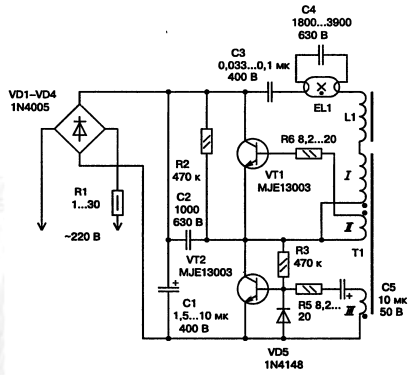 C4
1800...3900
630 В
C3
0,033...0,1 мк
400 В
EL1
VD1–VD4
1N4005
L1
R6 8,2...20
R2
470 к
VT1
MJE13003
I
R1
1...30
C2
1000
630 В
II
~220 В
VT2
MJE13003
R3
470 к
T1
C1
1,5...10 мк
400 В
R5 8,2...
20
C5
10 мк
50 В
III
VD5
1N4148